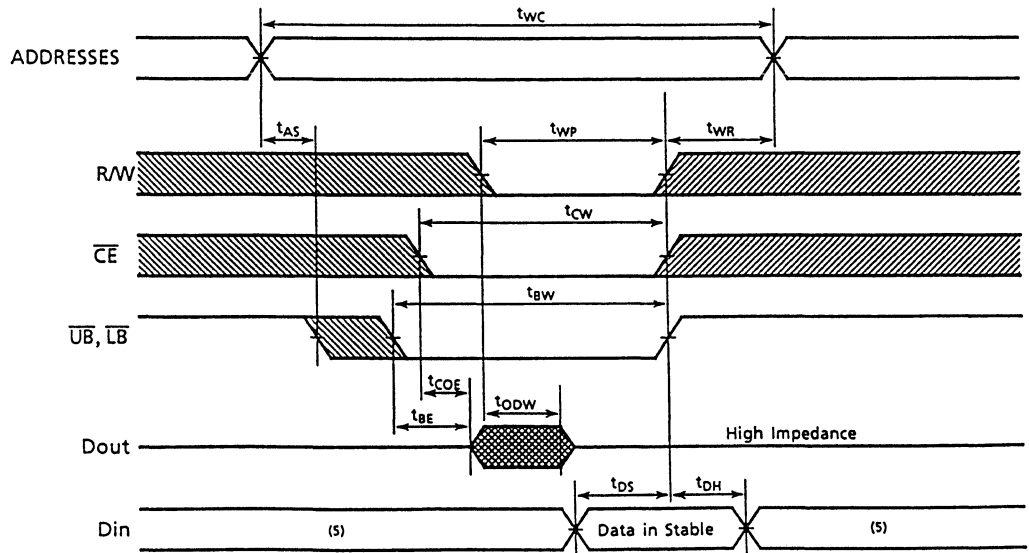 tWC
ADDRESSES
tAS
tWP
tWR
R/W
tCW
CE
tBW
UB, LB
tCOE
tODW
tBE
High Impedance
Dout
tDS
tDH
Din
(5)
Data in Stable
(5)